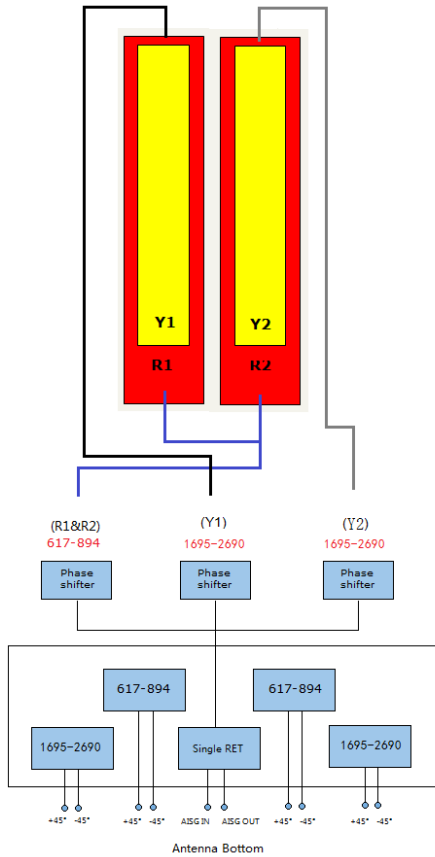 Y1
Y2
R1
R2
(R1&R2)
(Y1)
(Y2)
617-894
1695-2690
1695-2690
Phase
shifter
Phase
shifter
Phase
shifter
617-894
617-894
1695-2690
Single RET
1695-2690
+45° -45°
+45° -45°
AISG IN
AISG OUT
+45° -45°
+45° -45°
Antenna Bottom